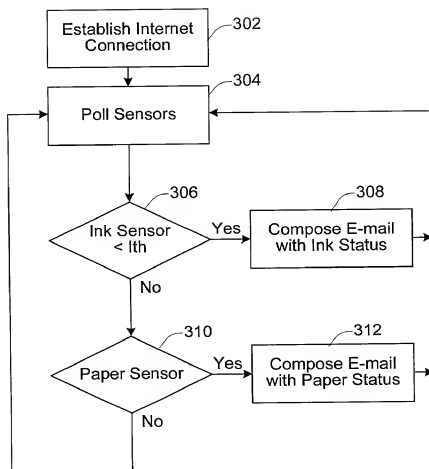 Establish Internet
Connection
302
304
Poll Sensors
306
Ink Sensor
< Ith
Yes
308
Compose E-mail
with Ink Status
No
310
Paper Sensor
Yes
312
Compose E-mail
with Paper Status
No